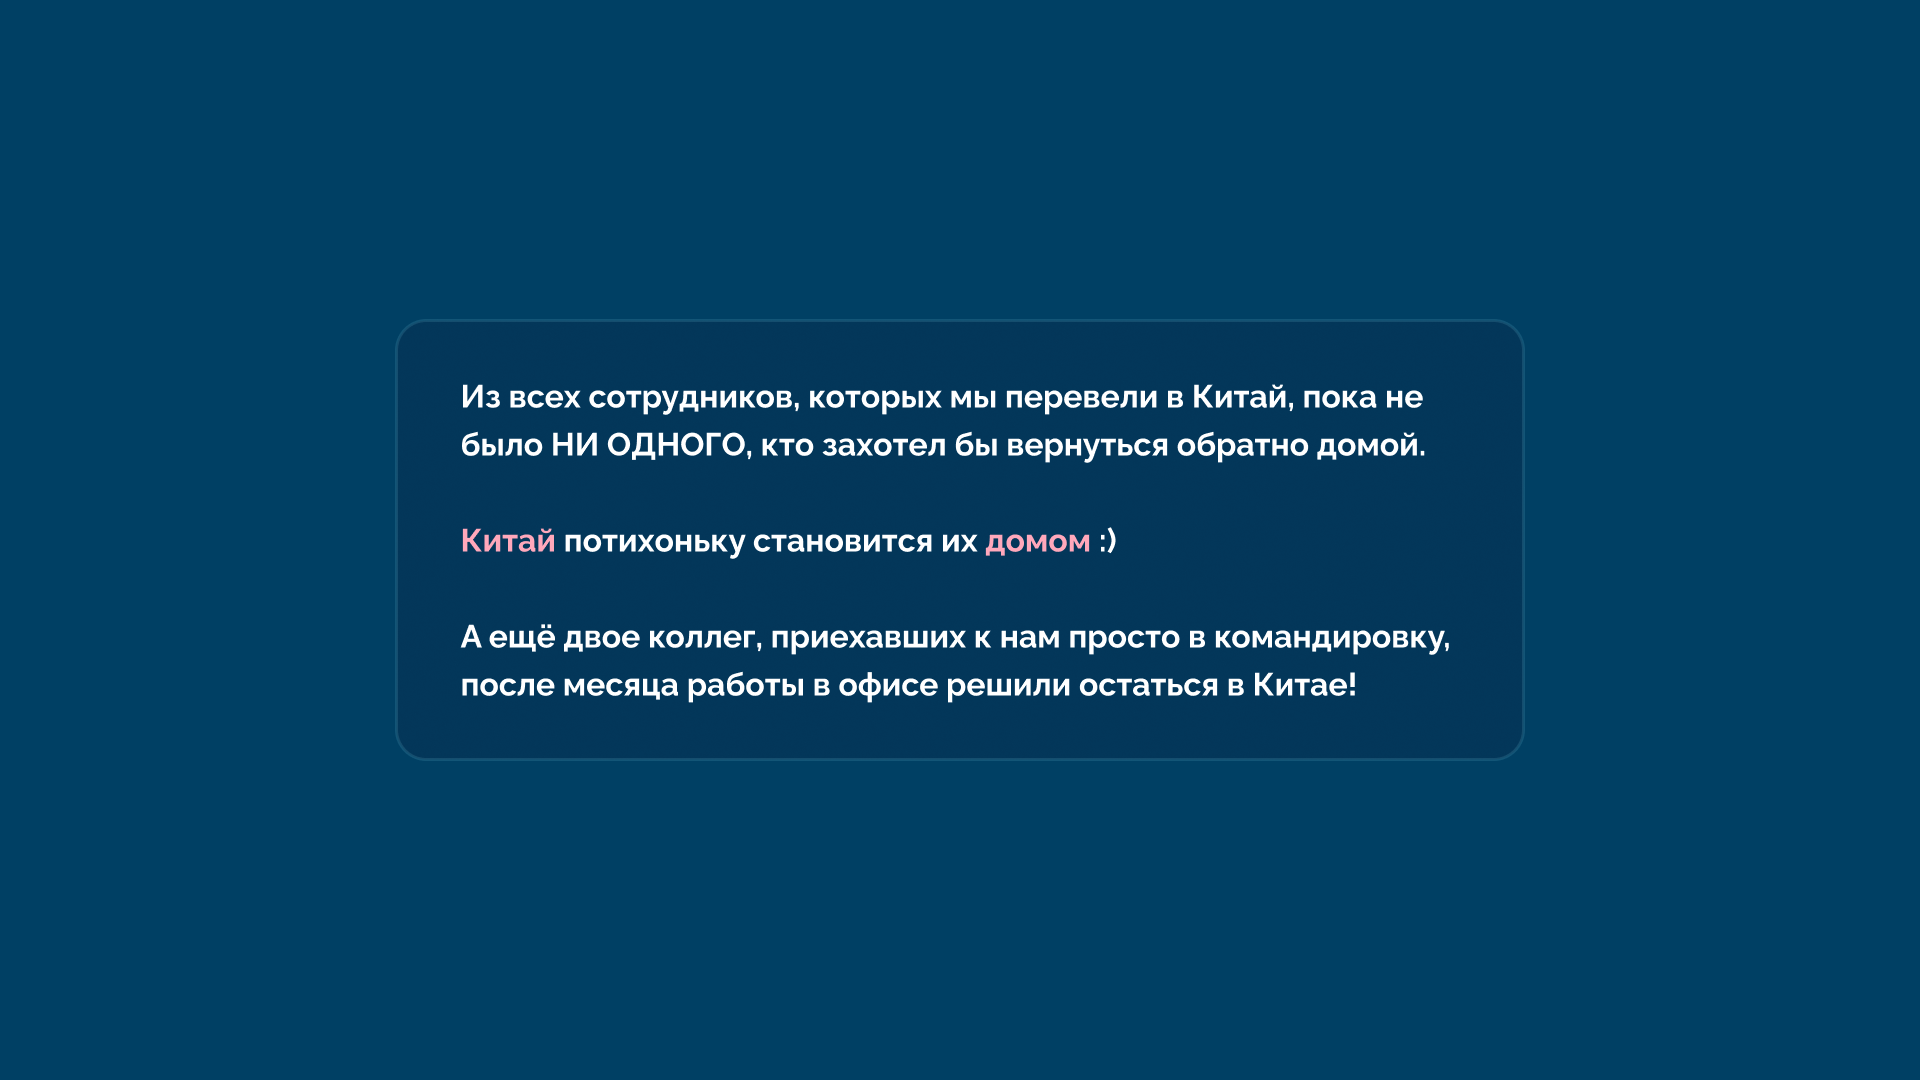 Из всех сотрудников, которых мы перевели в Китай, пока не
было НИ ОДНОГО, кто захотел бы вернуться обратно домой.
Китай потихоньку становится их домом :)
А ещё двое коллег, приехавших к нам просто в командировку,
после месяца работы в офисе решили остаться в Китае!